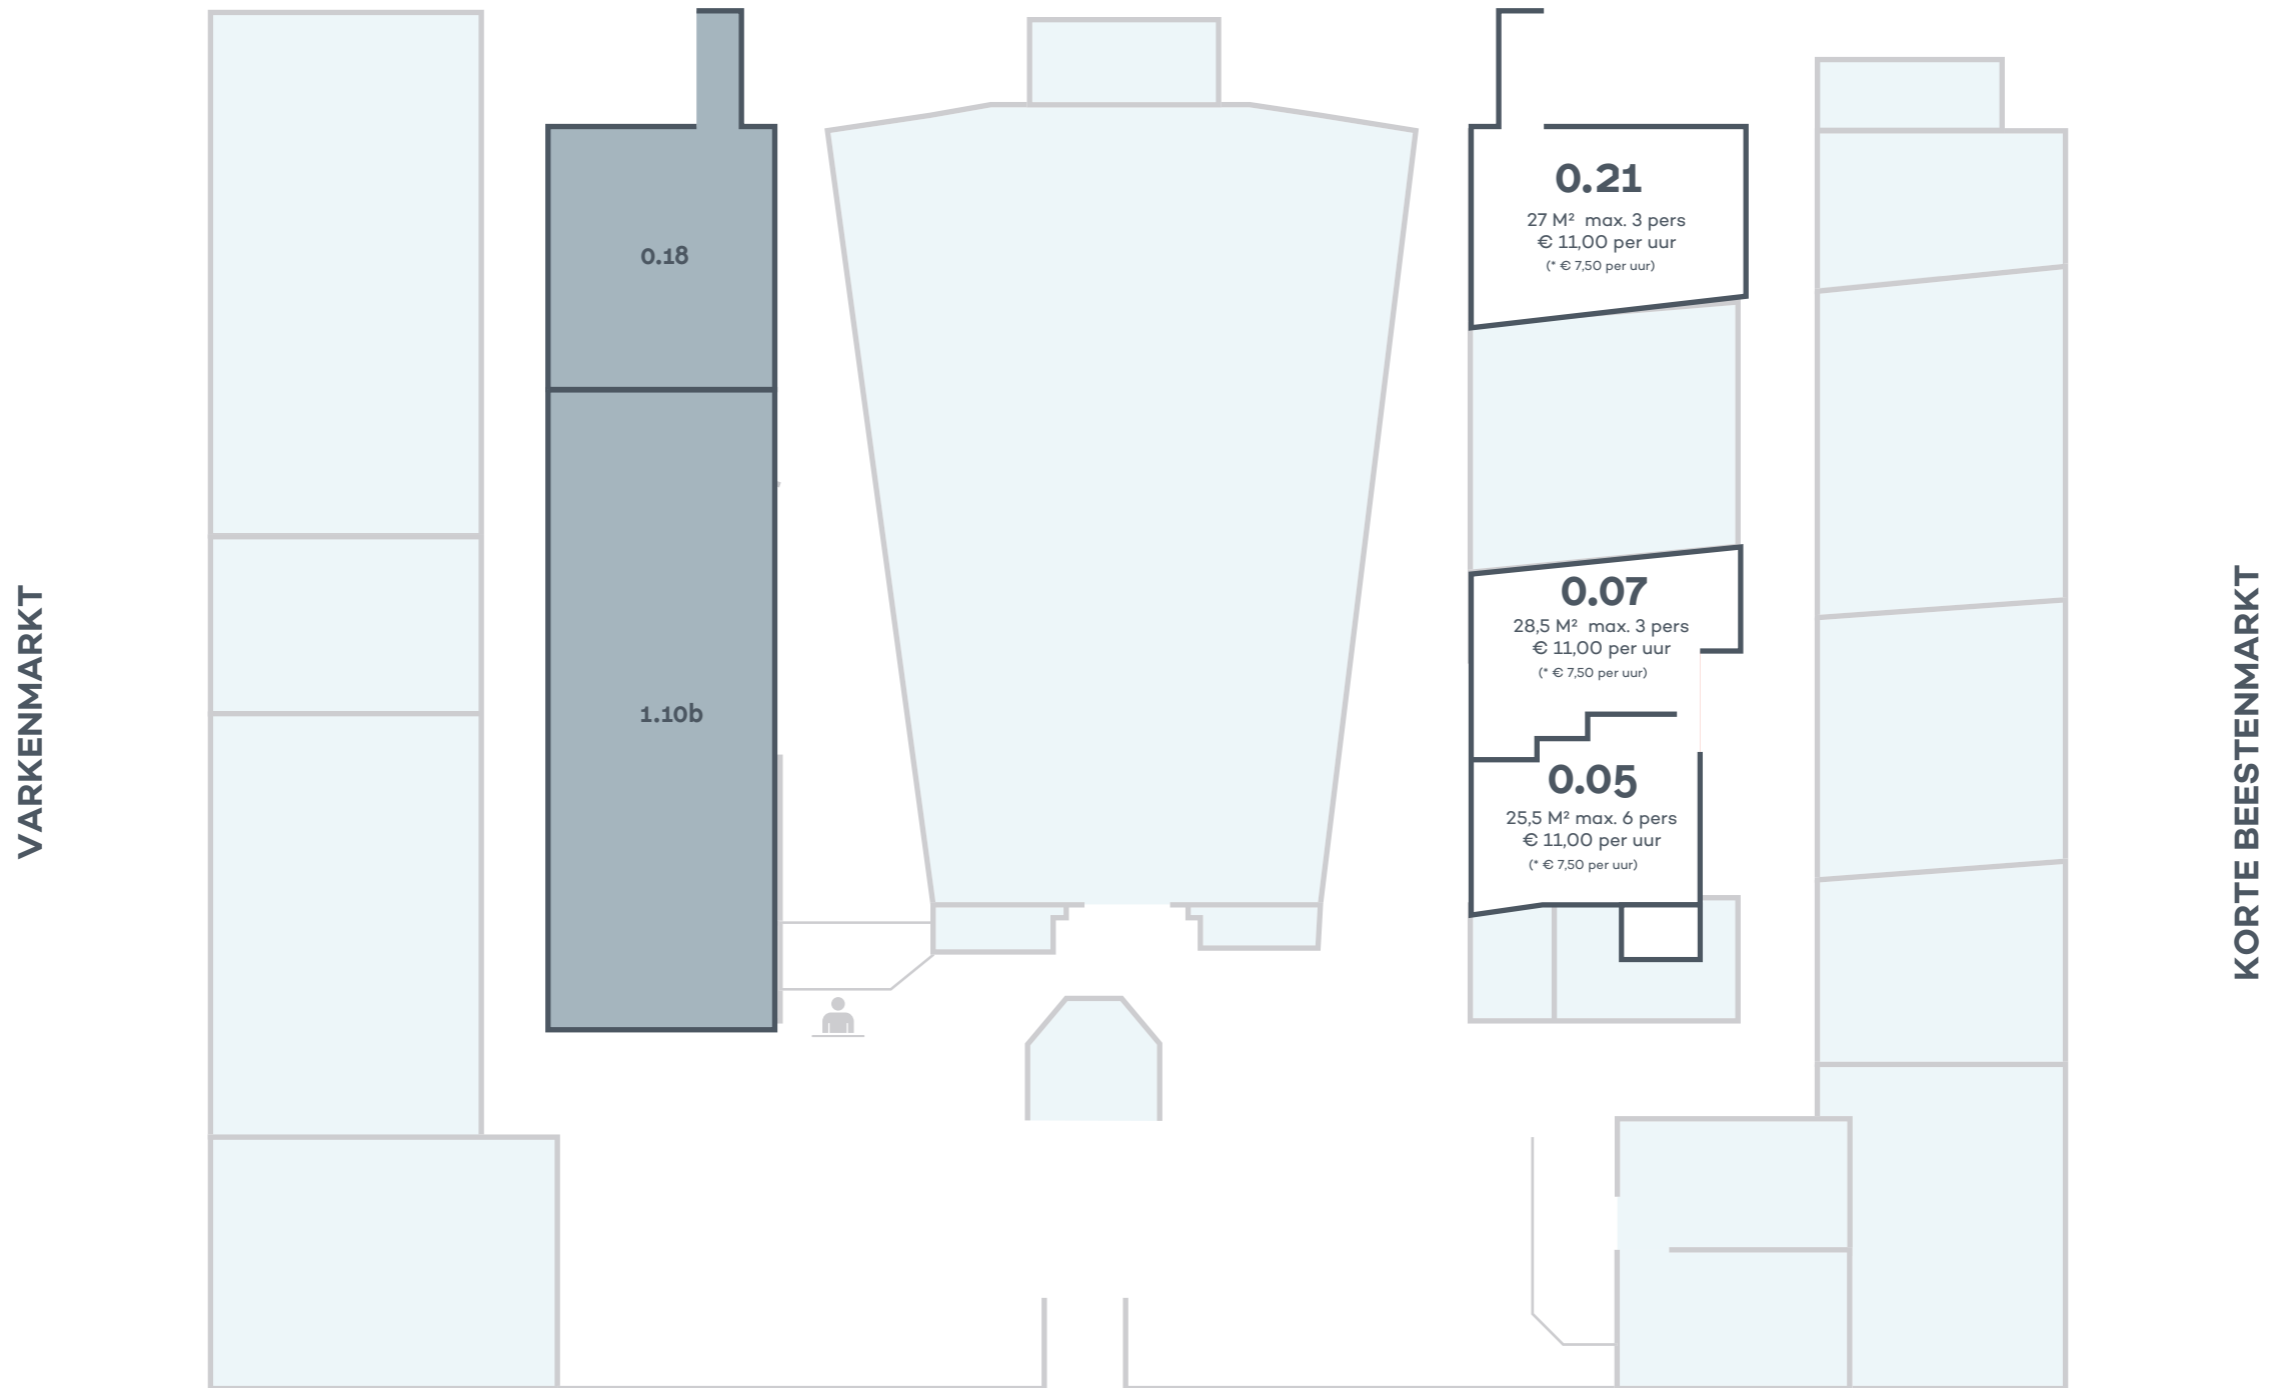 VARKENMARKT
0.18
1.10b
0.21
27 M² max. 3 pers
€ 11,00 per uur
(* € 7,50 per uur)
0.07
28,5 M² max. 3 pers
€ 11,00 per uur
(* € 7,50 per uur)
0.05
25,5 M² max. 6 pers
€ 11,00 per uur
(* € 7,50 per uur)
KORTE BEESTENMARKT